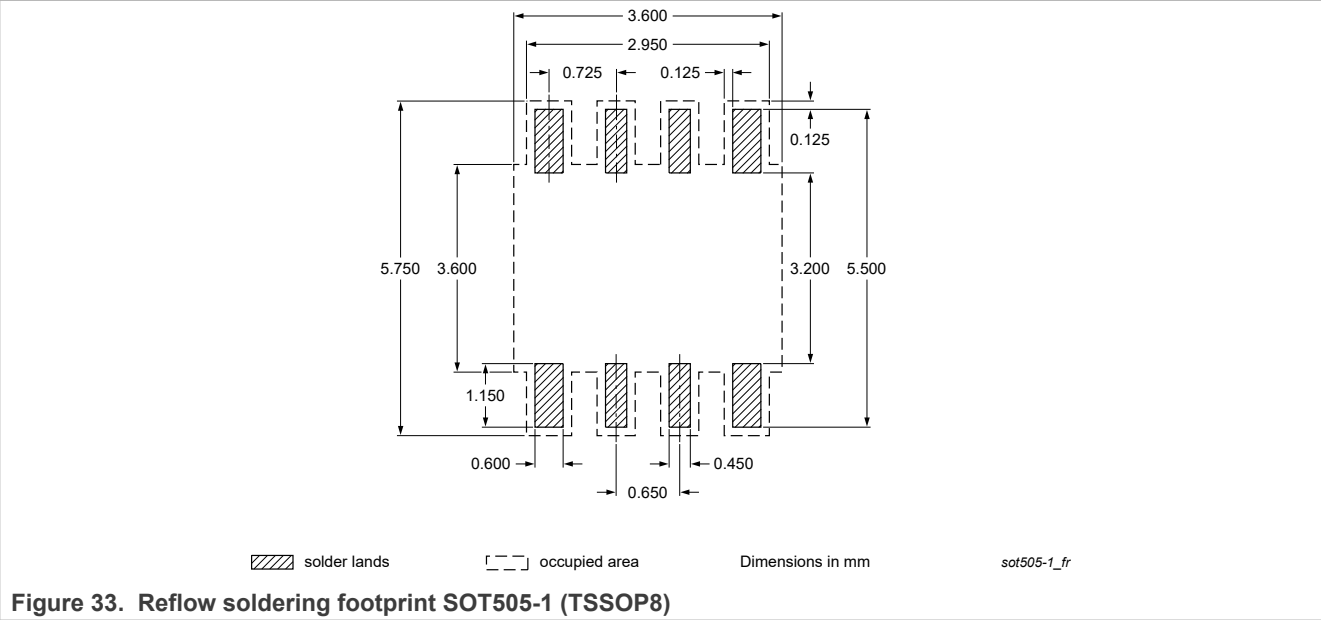 3.600
2.950
0.725 0.125
0.125
5.750 3.600 3.200 5.500
1.150
0.600 0.450
0.650
solder lands occupied area Dimensions in mm sot505-1_fr
Figure 33. Reflow soldering footprint SOT505-1 (TSSOP8)